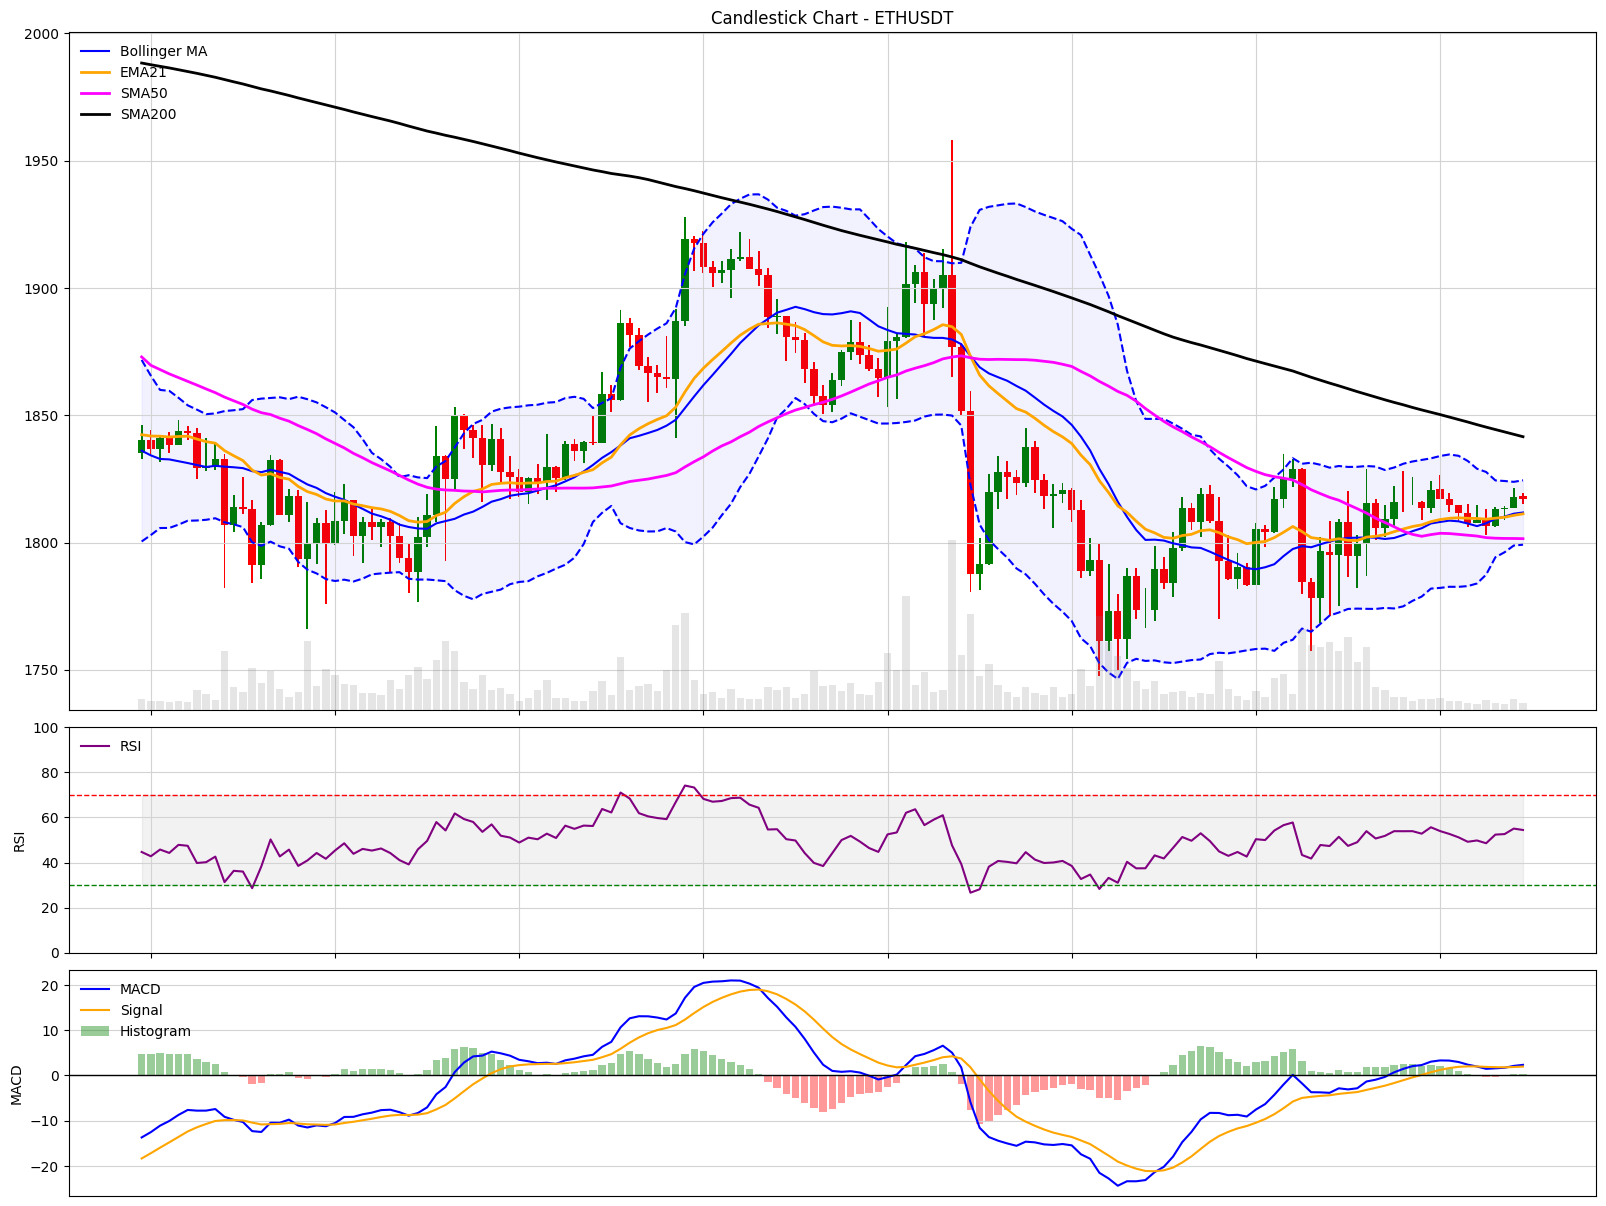 Candlestick Chart - ETHUSDT
2000
Bollinger MA
EMA21
SMA50
SMA200
1950
1900
1850
1800
1750
100
RSI
80
60
RSI
40
20
0
20
MACD
Signal
10
Histogram
0
MACD
−10
−20